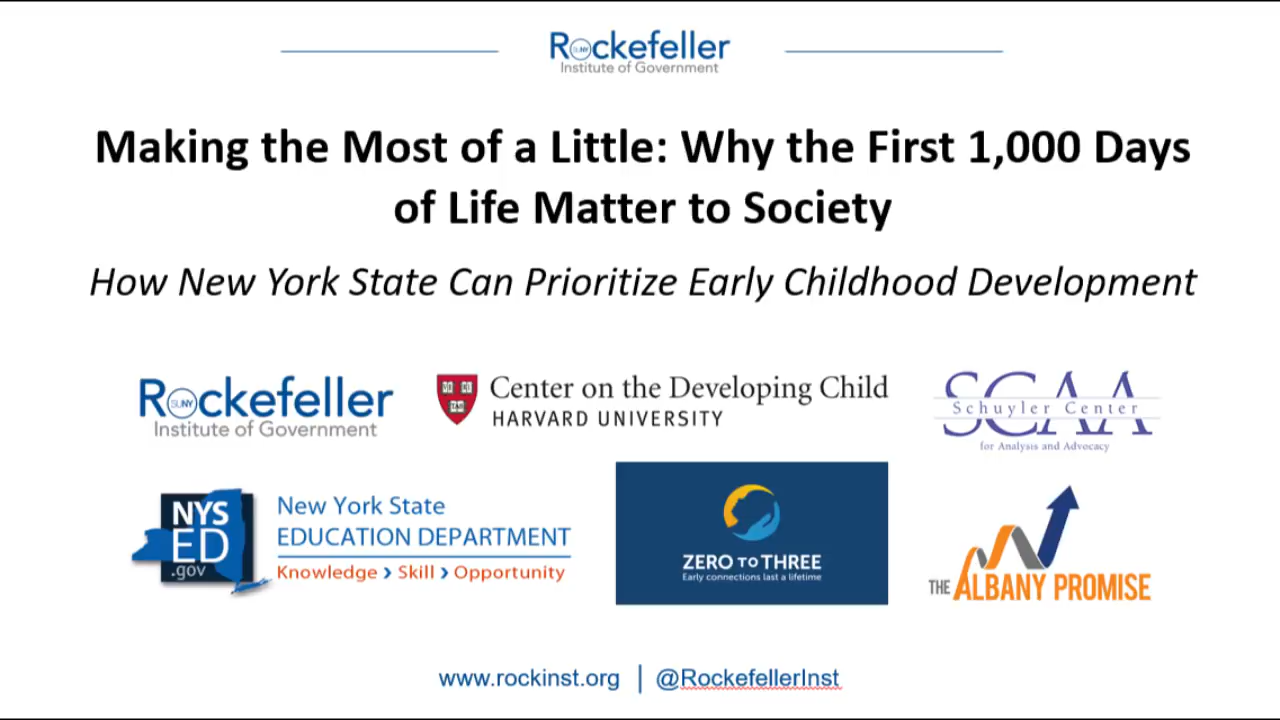 Rockefeller
SUNY
Institute of Government
Making the Most of a Little: Why the First 1,000 Days
of Life Matter to Society
How New York State Can Prioritize Early Childhood Development
Rockefeller
SUNY
Institute of Government
Center on the Developing Child
HARVARD UNIVERSITY
SCAA
Schuyler Center
for Analysis and Advocacy
NYS
ED
.gov
New York State
EDUCATION DEPARTMENT
Knowledge › Skill › Opportunity
ZERO TO THREE
Early connections last a lifetime
THE ALBANY PROMISE
www.rockinst.org | @RockefellerInst